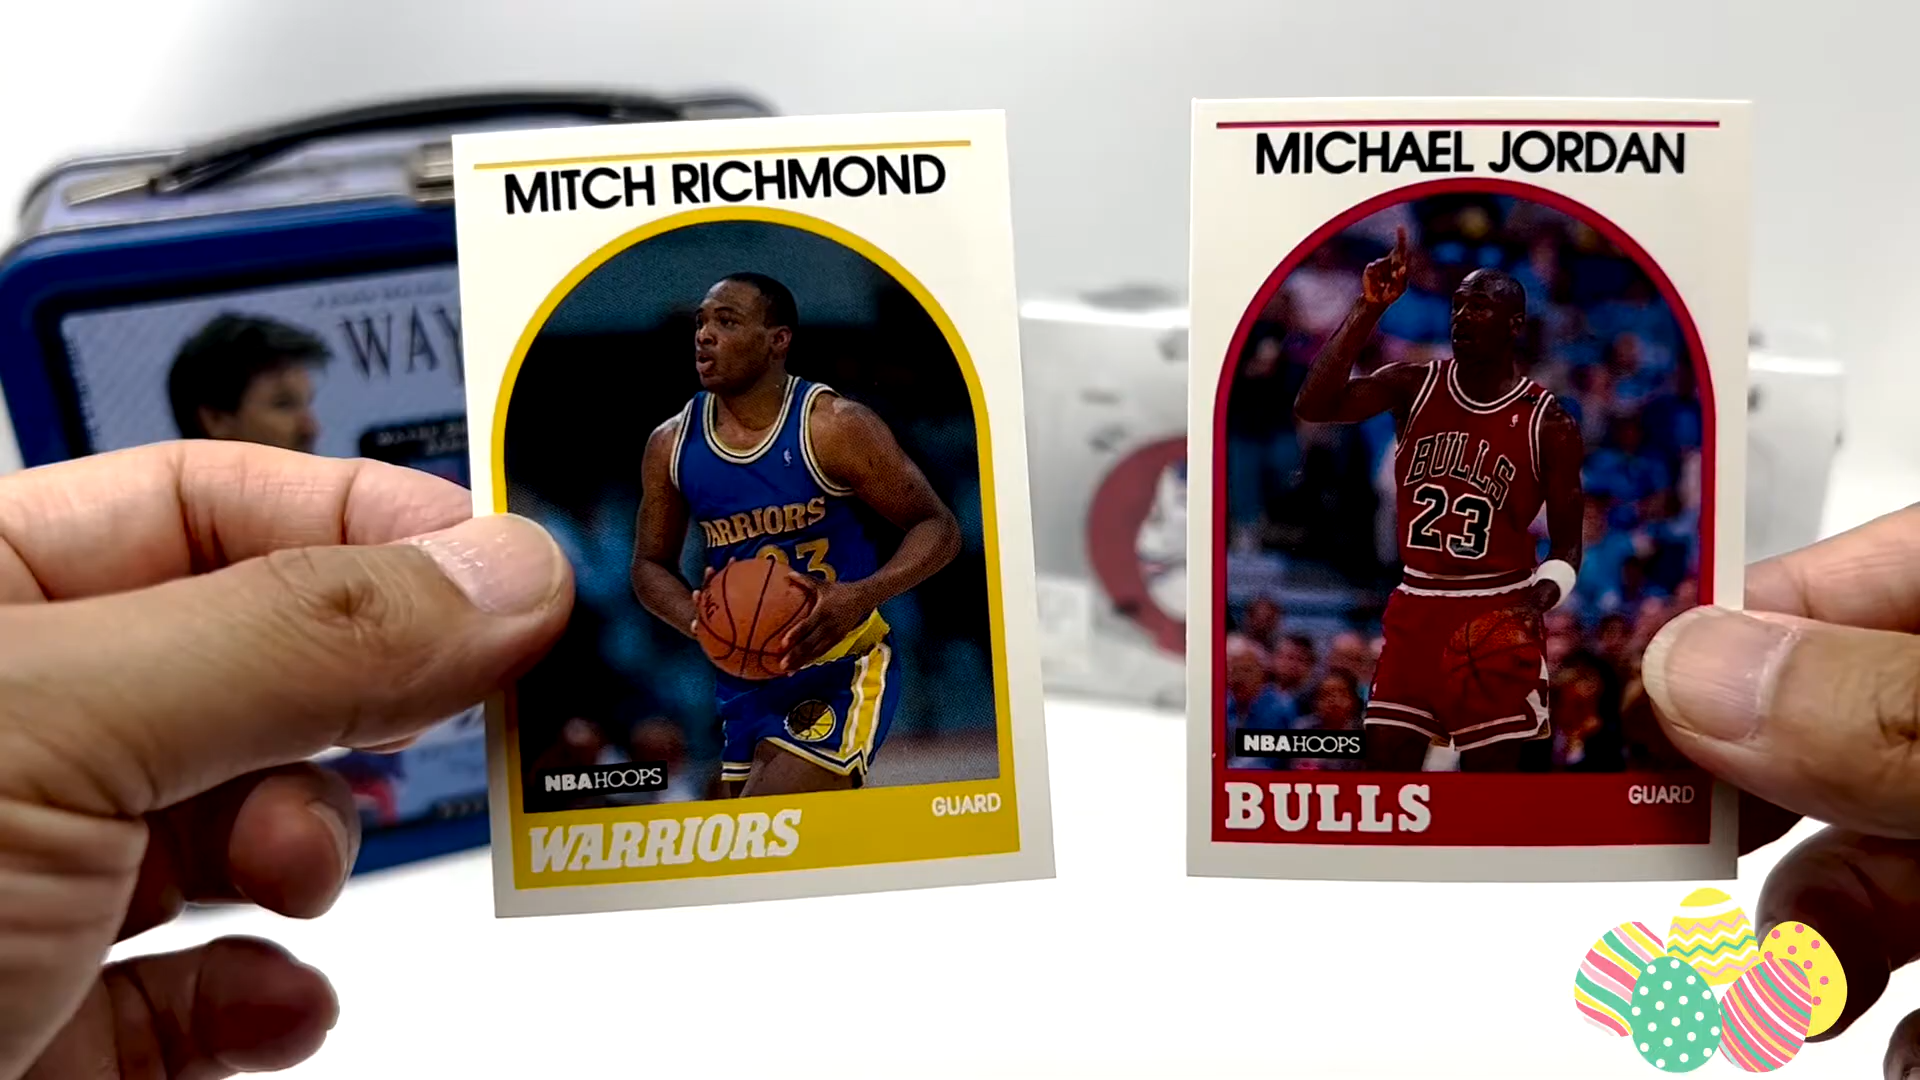 MITCH RICHMOND
WARRIORS
NBA HOOPS
GUARD
WARRIORS
MICHAEL JORDAN
BULLS
23
NBA HOOPS
BULLS
GUARD